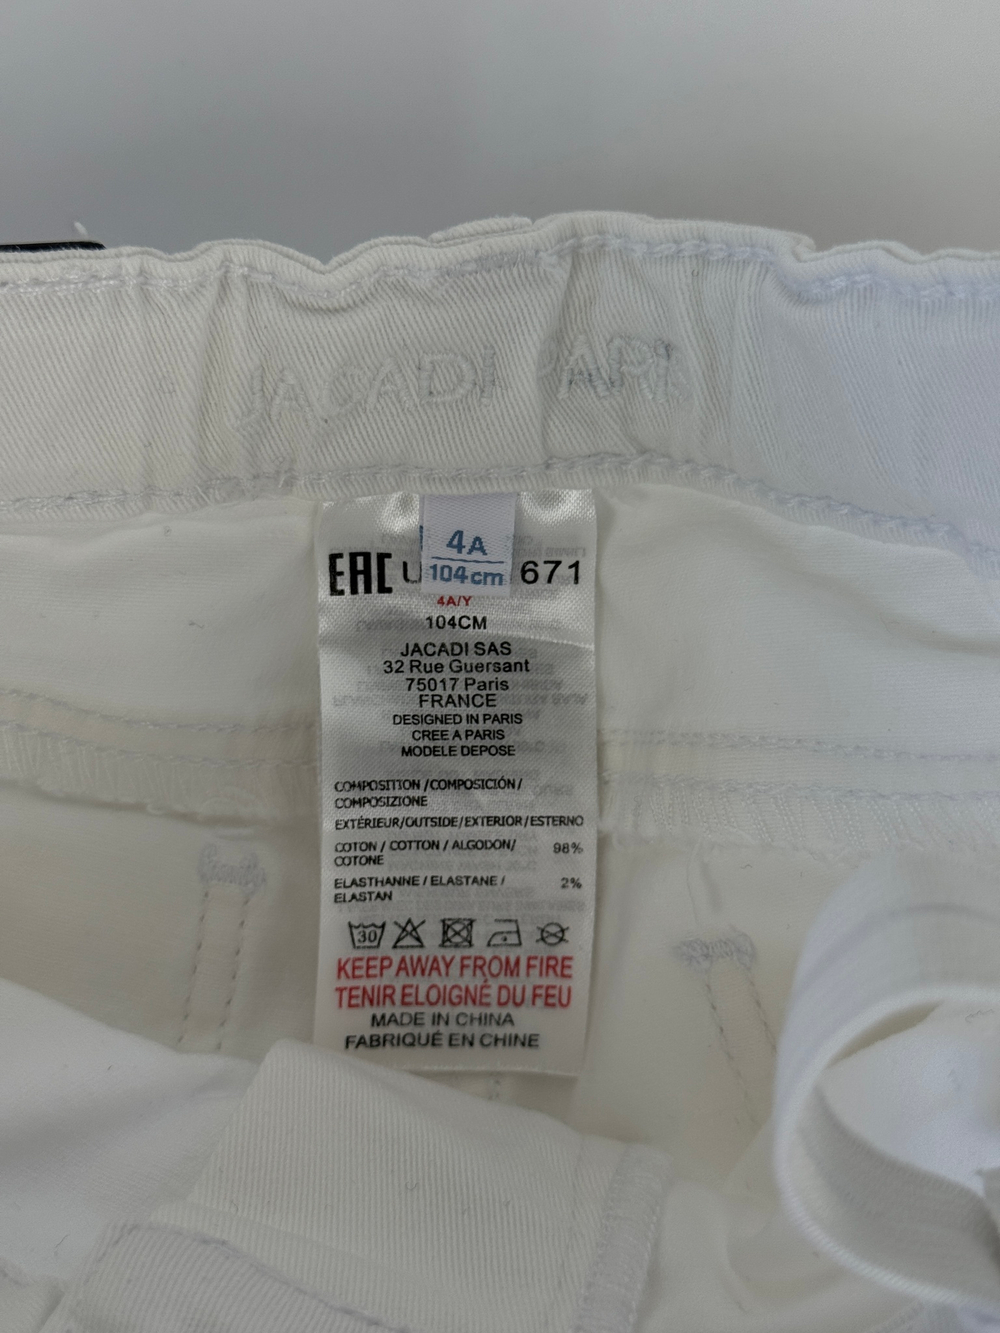 JACADI PARIS
4A
104cm
EAC U 671
4A/Y
104CM
JACADI SAS
32 Rue Guersant
75017 Paris
FRANCE
DESIGNED IN PARIS
CREE A PARIS
MODELE DEPOSE
COMPOSITION /COMPOSICIÓN/
COMPOSIZIONE
EXTÉRIEUR/OUTSIDE/EXTERIOR/ESTERNO
COTON / COTTON / ALGODON/ 98%
COTONE
ELASTHANNE / ELASTANE / 2%
ELASTAN
30
KEEP AWAY FROM FIRE
TENIR ELOIGNÉ DU FEU
MADE IN CHINA
FABRIQUÉ EN CHINE